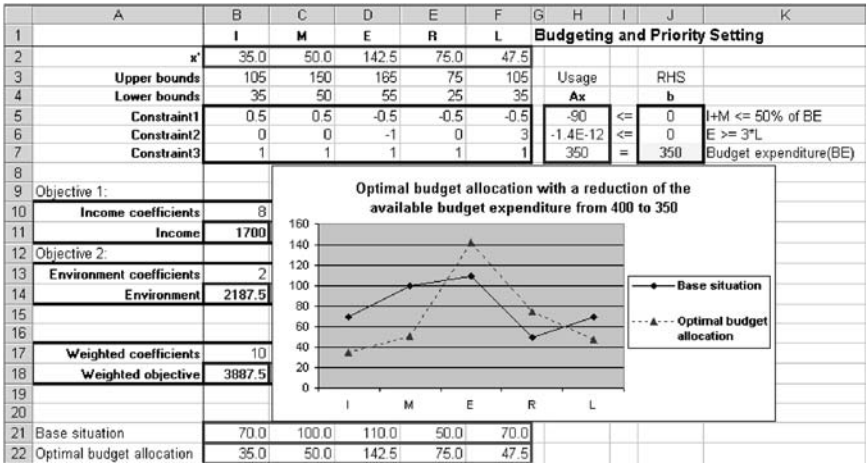 A B C D E F G H I J K
1 I M E R L Budgeting and Priority Setting
2 x' 35.0 50.0 142.5 75.0 47.5
3 Upper bounds 105 150 165 75 105 Usage RHS
4 Lower bounds 35 50 55 25 35 Ax b
5 Constraint1 0.5 0.5 -0.5 -0.5 -0.5 -90 <= 0 I+M <= 50% of BE
6 Constraint2 0 0 -1 0 3 -1.4E-12 <= 0 E >= 3*L
7 Constraint3 1 1 1 1 1 350 = 350 Budget expenditure(BE)
8
9 Objective 1:
10 Income coefficients 8
11 Income 1700
12 Objective 2:
13 Environment coefficients 2
14 Environment 2187.5
15
16
17 Weighted coefficients 10
18 Weighted objective 3887.5
19
20
Optimal budget allocation with a reduction of the
available budget expenditure from 400 to 350
160
140
120
100
80
60
40
20
0
I M E R L
Base situation
Optimal budget
allocation
21 Base situation 70.0 100.0 110.0 50.0 70.0
22 Optimal budget allocation 35.0 50.0 142.5 75.0 47.5